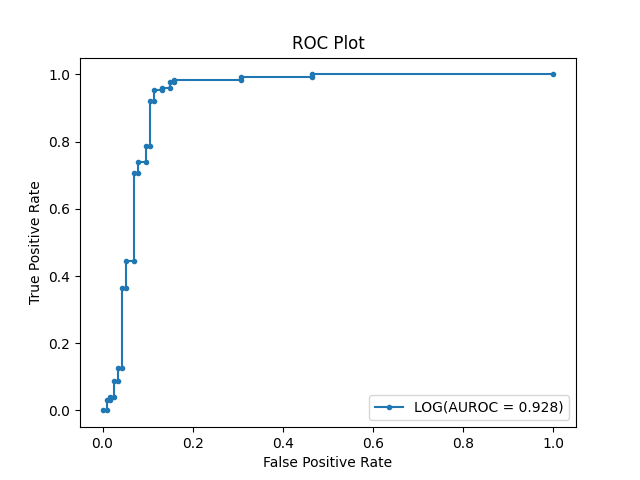 ROC Plot
True Positive Rate
1.0
0.8
0.6
0.4
0.2
0.0
LOG(AUROC = 0.928)
0.0 0.2 0.4 0.6 0.8 1.0
False Positive Rate